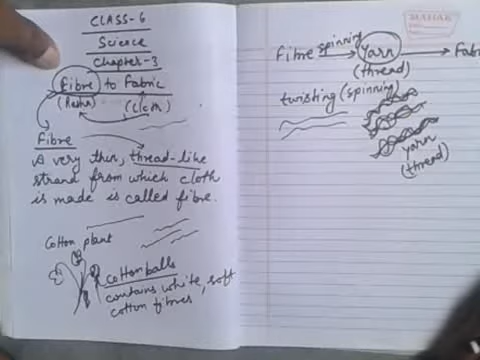 CLASS-6
Science
Chapter-3
Fibre to Fabric
(Resha) (Cloth)
Fibre
A very thin, thread-like
strand from which cloth
is made is called fibre.
Cotton plant
Cotton balls
contains white, soft
cotton fibres
Fibre spinning Yarn Fab
(thread)
twisting (spinning)
Yarn
(thread)